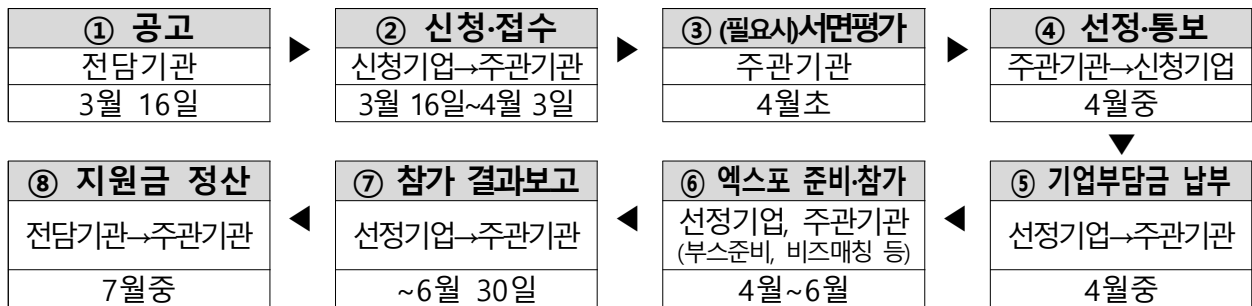 ① 공고
전담기관
3월 16일
▶
② 신청·접수
신청기업→주관기관
3월 16일~4월 3일
▶
③ (필요시)서면평가
주관기관
4월초
▶
④ 선정·통보
주관기관→신청기업
4월중
▼
⑤ 기업부담금 납부
선정기업→주관기관
4월중
◀
⑥ 엑스포 준비·참가
선정기업, 주관기관
(부스준비, 비즈매칭 등)
4월~6월
◀
⑦ 참가 결과보고
선정기업→주관기관
~6월 30일
◀
⑧ 지원금 정산
전담기관→주관기관
7월중